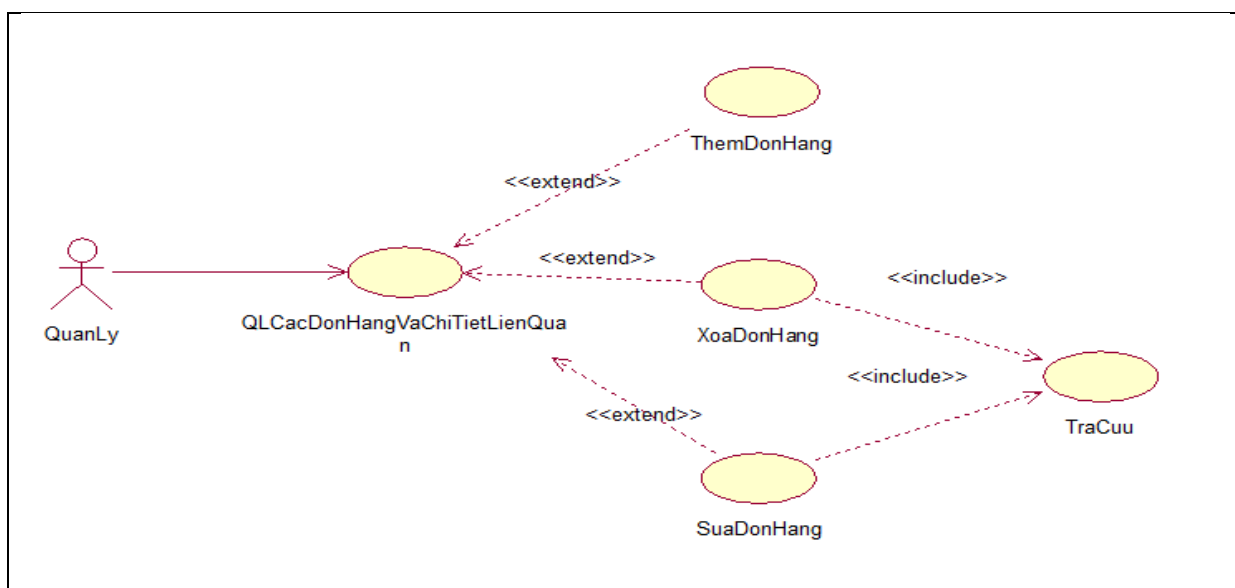 ThemDonHang
<<extend>>
<<extend>>
<<include>>
QuanLy
QLCacDonHangVaChiTietLienQua
n
XoaDonHang
<<include>>
<<extend>>
TraCuu
SuaDonHang